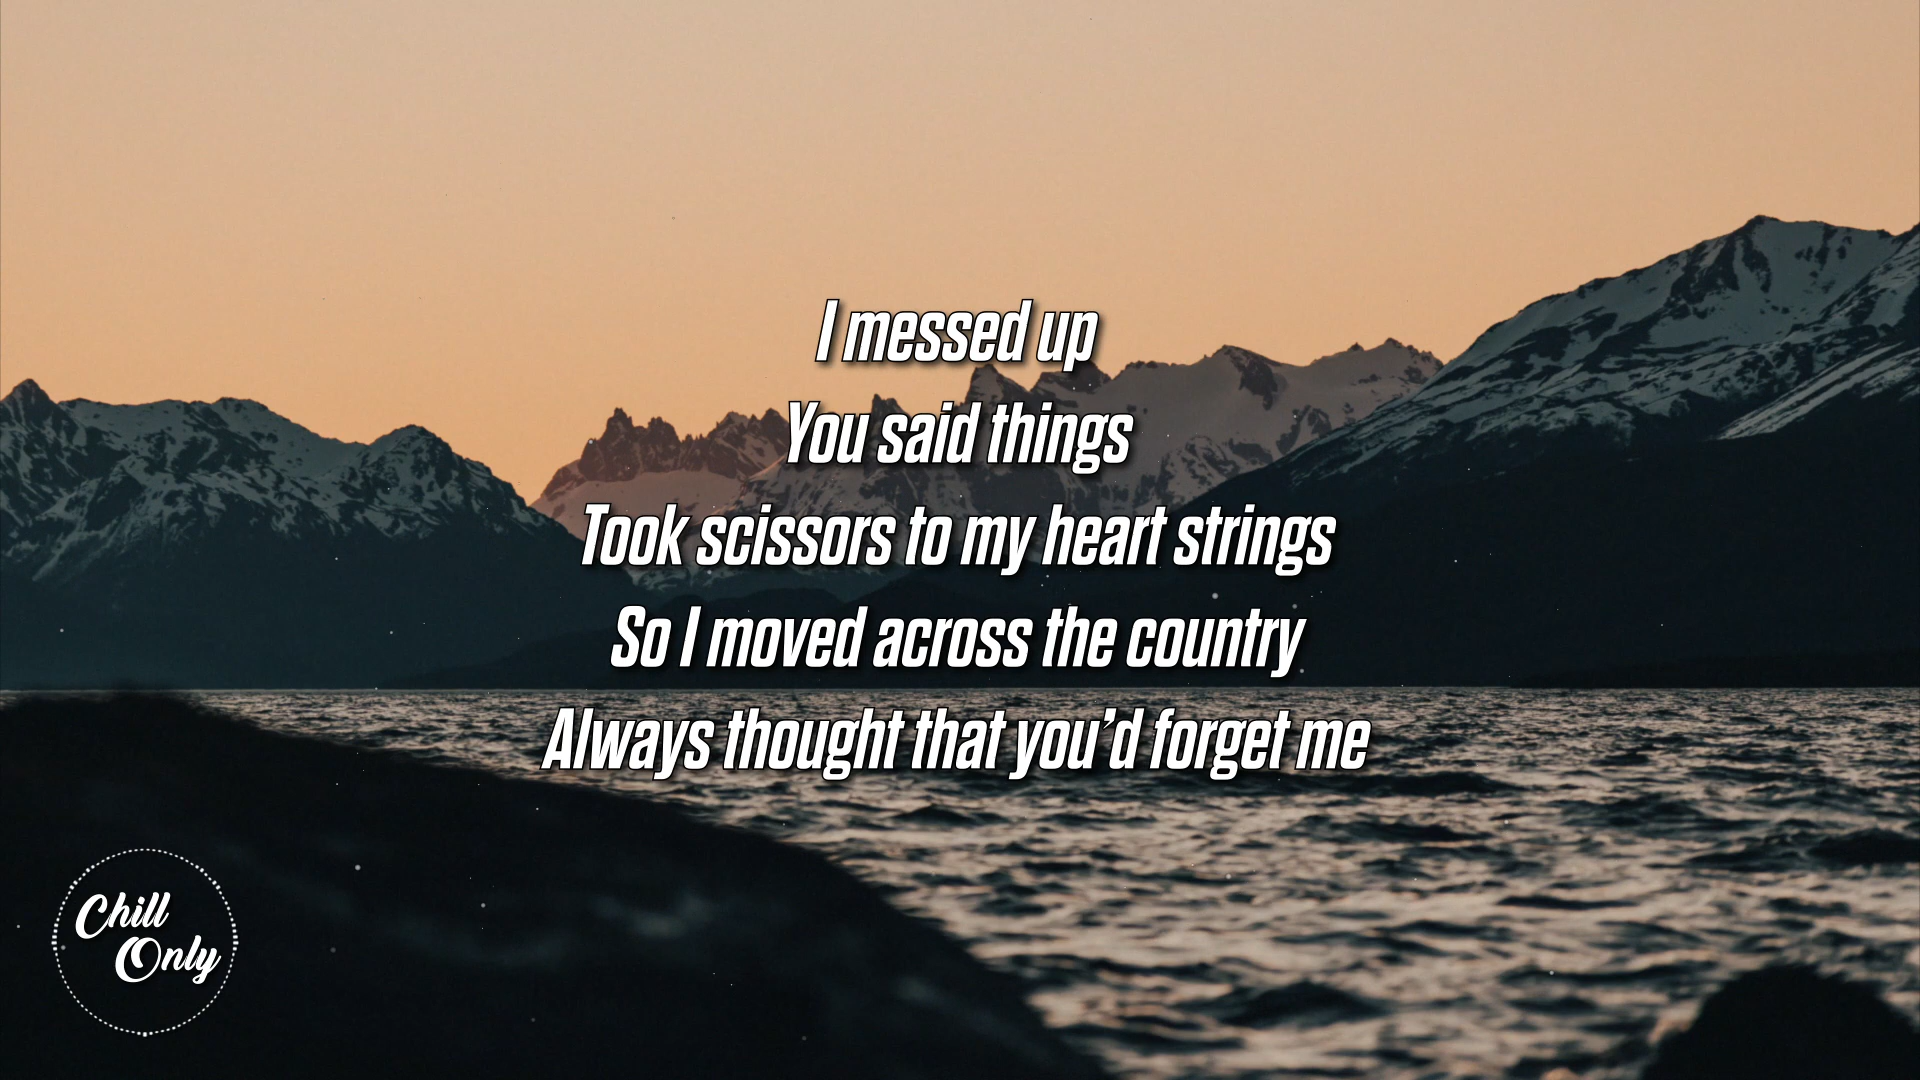 I messed up
You said things
Took scissors to my heart strings
So I moved across the country
Always thought that you’d forget me
Chill
Only